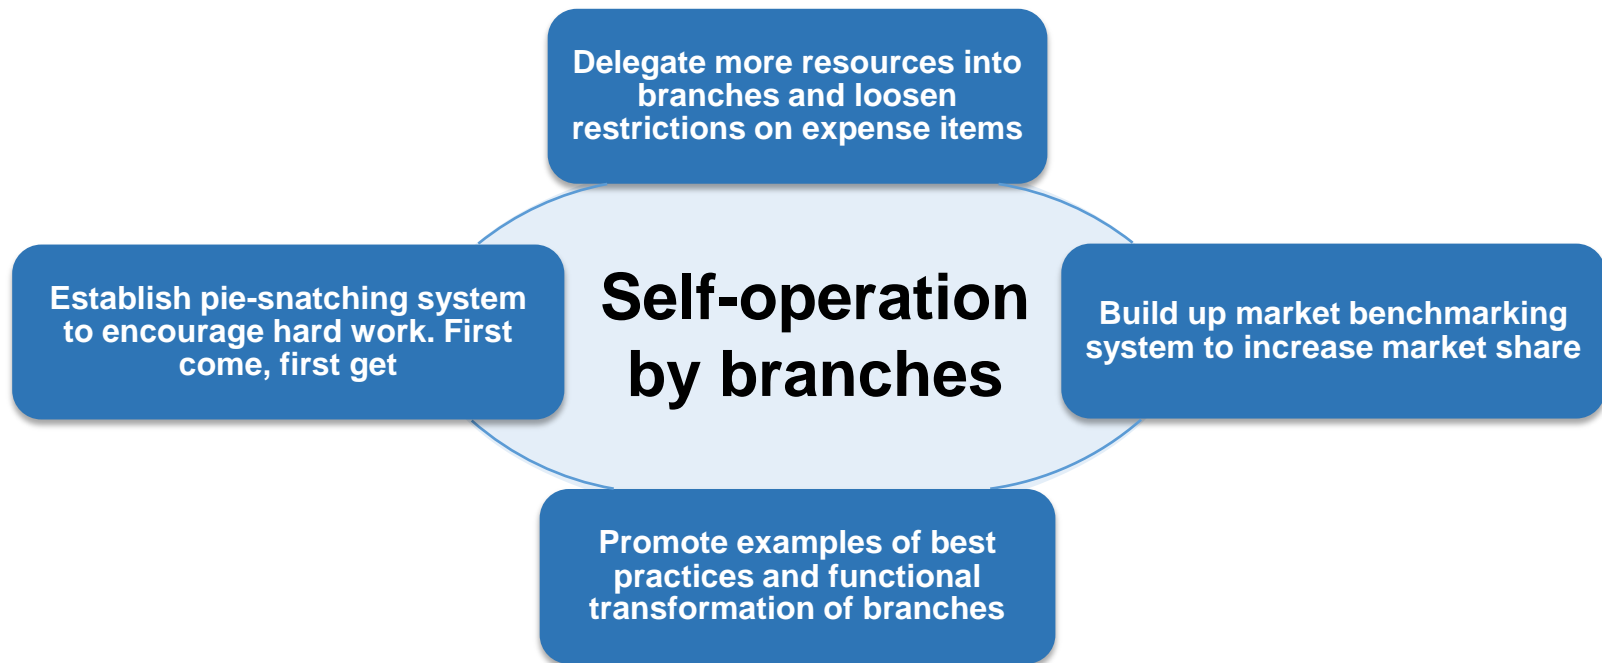 Delegate more resources into
branches and loosen
restrictions on expense items
Establish pie-snatching system
to encourage hard work. First
come, first get
Self-operation
by branches
Build up market benchmarking
system to increase market share
Promote examples of best
practices and functional
transformation of branches